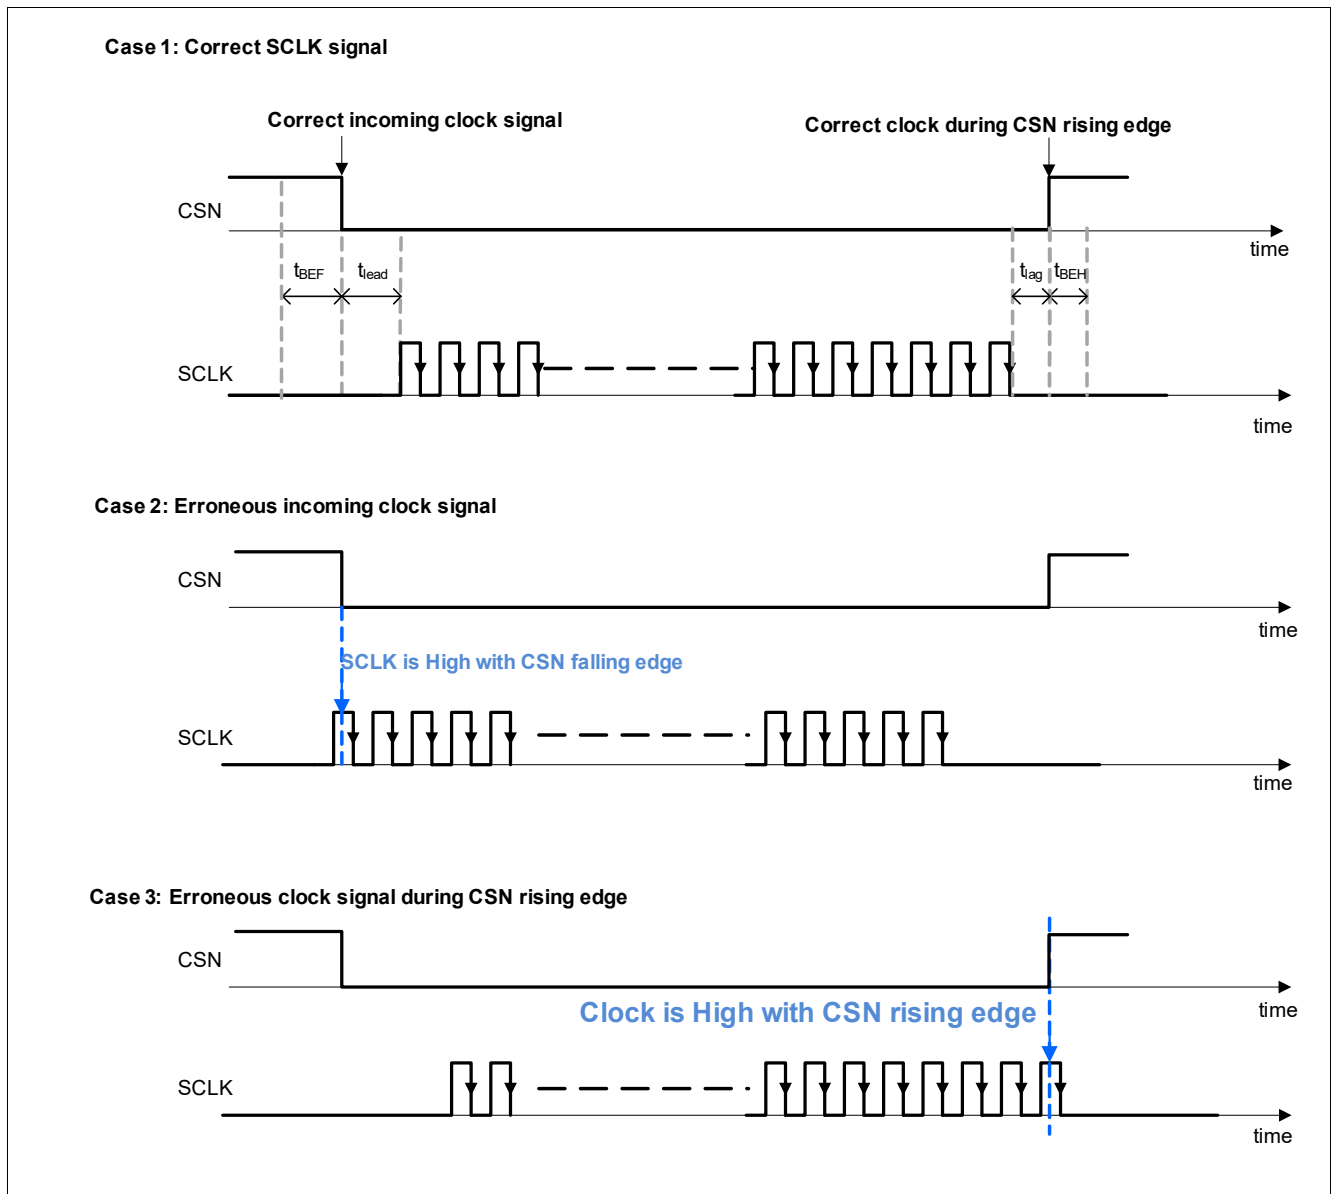 Case 1: Correct SCLK signal
Correct incoming clock signal
Correct clock during CSN rising edge
CSN
time
tBEF
tlead
tlag
tBEH
SCLK
time
Case 2: Erroneous incoming clock signal
CSN
time
SCLK is High with CSN falling edge
SCLK
time
Case 3: Erroneous clock signal during CSN rising edge
CSN
time
Clock is High with CSN rising edge
SCLK
time